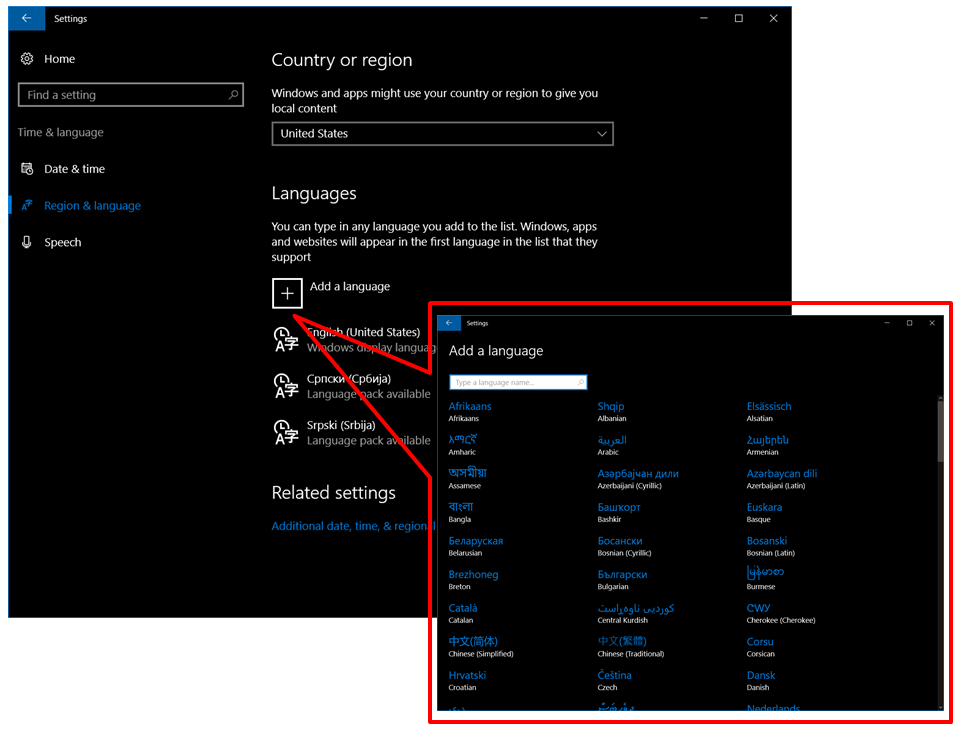 Settings
Home
Find a setting
Time & language
Date & time
Region & language
Speech
Country or region
Windows and apps might use your country or region to give you
local content
United States
Languages
You can type in any language you add to the list. Windows, apps
and websites will appear in the first language in the list that they
support
Add a language
English (United States)
Windows display languag
Српски (Србија)
Language pack available
Srpski (Srbija)
Language pack available
Related settings
Additional date, time, & regional
Settings
Add a language
Type a language name...
Afrikaans Shqip Elsässisch
Afrikaans Albanian Alsatian
አማርኛ العربية Հայերեն
Amharic Arabic Armenian
অসমীয়া Азәрбајҹан дили Azərbaycan dili
Assamese Azerbaijani (Cyrillic) Azerbaijani (Latin)
বাংলা Башҡорт Euskara
Bangla Bashkir Basque
Беларуская Босански Bosanski
Belarusian Bosnian (Cyrillic) Bosnian (Latin)
Brezhoneg Български မြန်မာစာ
Breton Bulgarian Burmese
Català کوردیی ناوەڕاست ᏣᎳᎩ
Catalan Central Kurdish Cherokee (Cherokee)
中文(简体) 中文(繁體) Corsu
Chinese (Simplified) Chinese (Traditional) Corsican
Hrvatski Čeština Dansk
Croatian Czech Danish
Nederlands